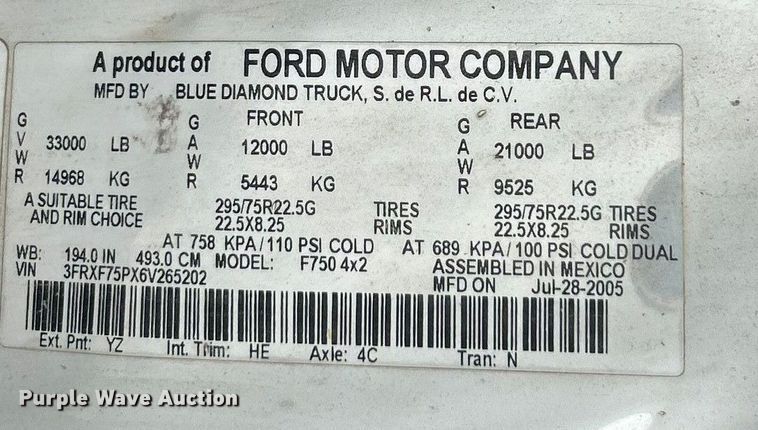 A product of FORD MOTOR COMPANY
MFD BY BLUE DIAMOND TRUCK, S. de R.L. de C.V.
GVWR 33000 LB 14968 KG
FRONT GAWR 12000 LB 5443 KG
REAR GAWR 21000 LB 9525 KG
A SUITABLE TIRE 295/75R22.5G TIRES 295/75R22.5G TIRES
AND RIM CHOICE 22.5X8.25 RIMS 22.5X8.25 RIMS
AT 758 KPA/110 PSI COLD AT 689 KPA/100 PSI COLD DUAL
WB: 194.0 IN 493.0 CM MODEL: F750 4x2 ASSEMBLED IN MEXICO
VIN 3FRXF75PX6V265202 MFD ON Jul-28-2005
Ext. Pnt: YZ Int. Trim: HE Axle: 4C Tran: N
Purple Wave Auction